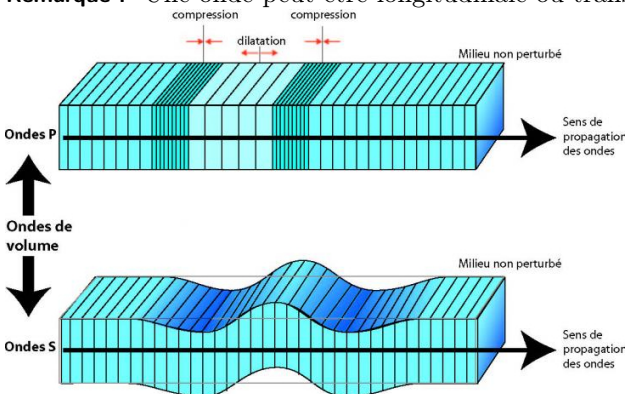 Remarque : Une onde peut être longitudinale ou trans
compression
compression
dilatation
Milieu non perturbé
Ondes P
Sens de
propagation
des ondes
Ondes de
volume
Milieu non perturbé
Ondes S
Sens de
propagation
des ondes